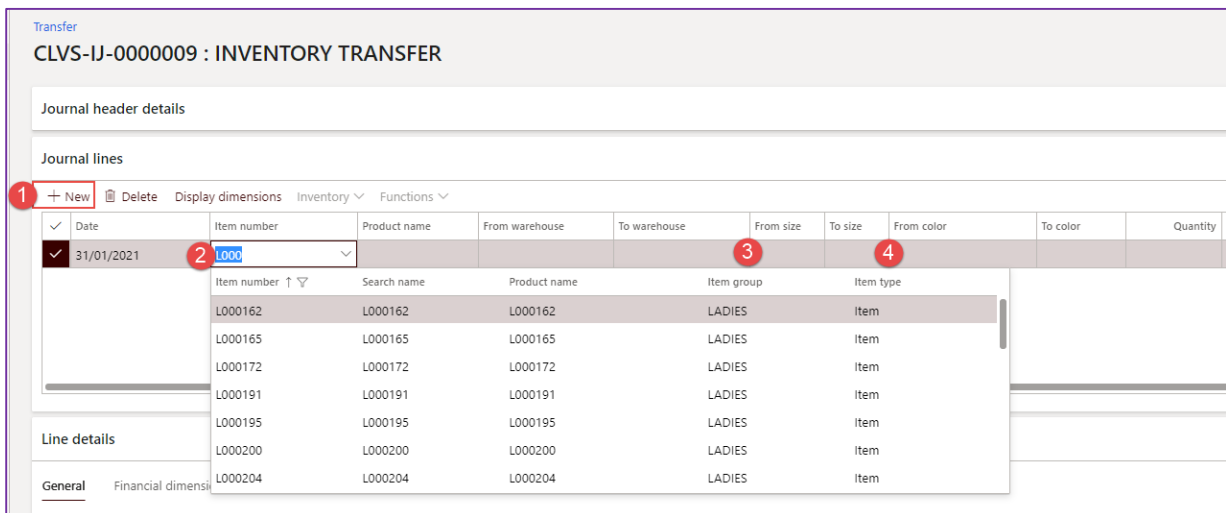 Transfer
CLVS-IJ-0000009 : INVENTORY TRANSFER
Journal header details
Journal lines
1 + New Delete Display dimensions Inventory Functions
Date Item number Product name From warehouse To warehouse From size To size From color To color Quantity
31/01/2021 2 L000 3 4
Item number ↑ Search name Product name Item group Item type
L000162 L000162 L000162 LADIES Item
L000165 L000165 L000165 LADIES Item
L000172 L000172 L000172 LADIES Item
L000191 L000191 L000191 LADIES Item
L000195 L000195 L000195 LADIES Item
Line details
L000200 L000200 L000200 LADIES Item
General Financial dimensi L000204 L000204 L000204 LADIES Item